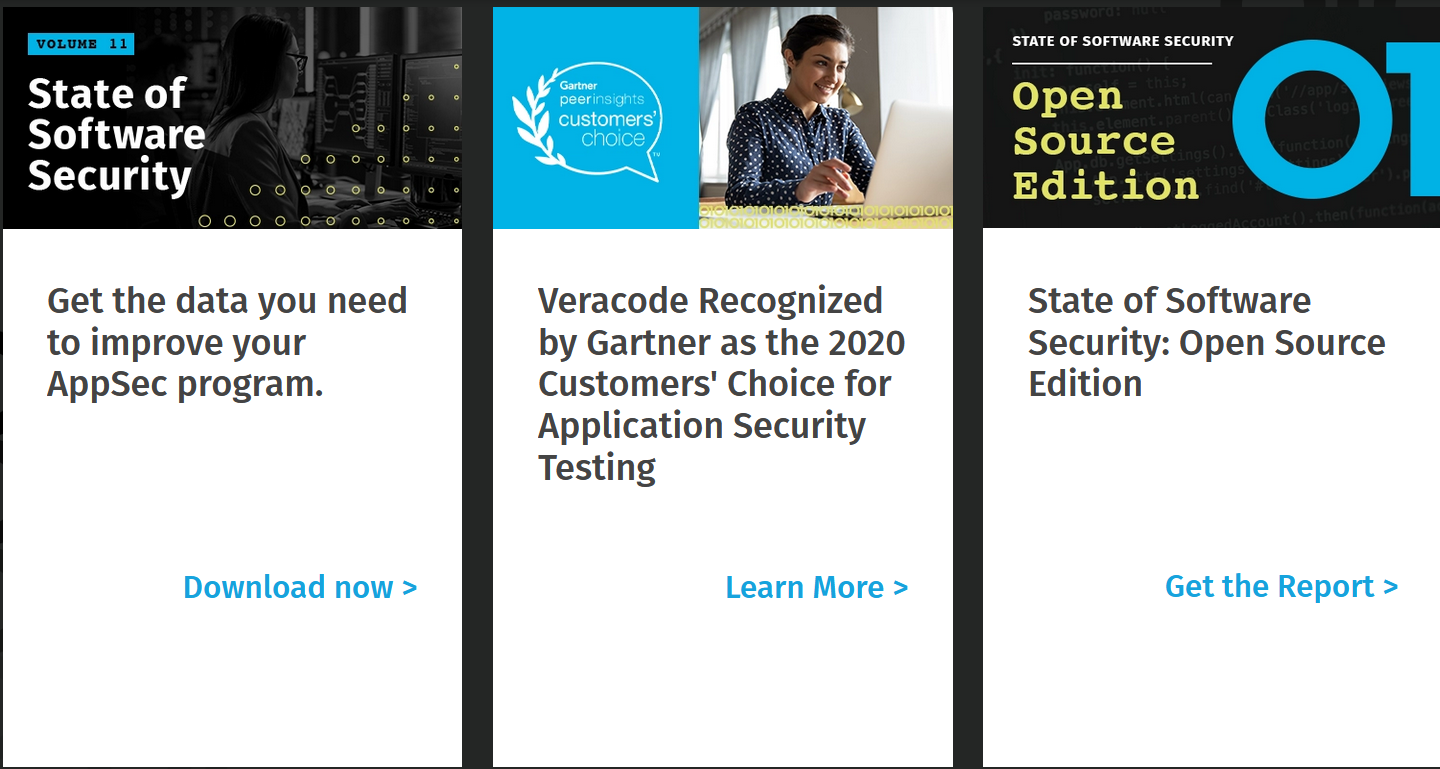 VOLUME 11
State of
Software
Security
Get the data you need
to improve your
AppSec program.
Download now >
Gartner
peerinsights
customers'
choice
TM
Veracode Recognized
by Gartner as the 2020
Customers' Choice for
Application Security
Testing
Learn More >
STATE OF SOFTWARE SECURITY
Open
Source
Edition
State of Software
Security: Open Source
Edition
Get the Report >